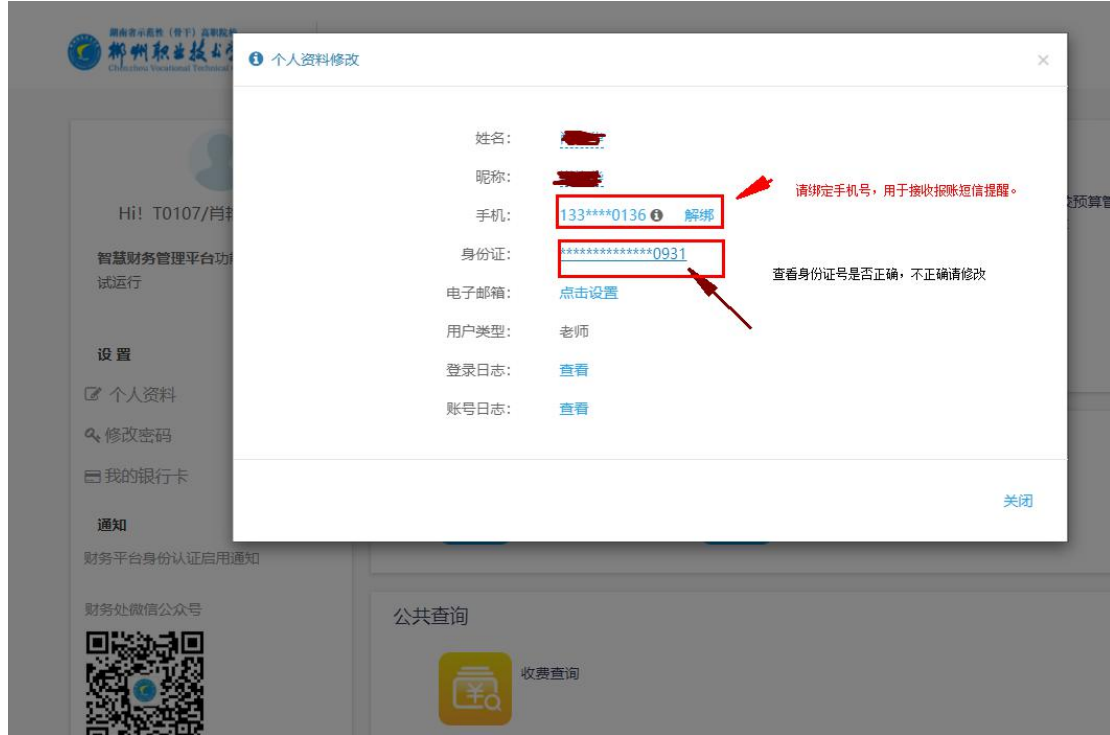 湖南省示范性（骨干）高职院校
郴州职业技术学
Chenzhou Vocational Technical
个人资料修改
×
姓名:
昵称:
手机: 133****0136 解绑
请绑定手机号，用于接收报账短信提醒。
身份证: **************0931
查看身份证号是否正确，不正确请修改
电子邮箱: 点击设置
用户类型: 老师
登录日志: 查看
账号日志: 查看
关闭
Hi! T0107/肖
智慧财务管理平台功
试运行
设 置
个人资料
修改密码
我的银行卡
通知
财务平台身份认证启用通知
财务处微信公众号
预算管
公共查询
收费查询